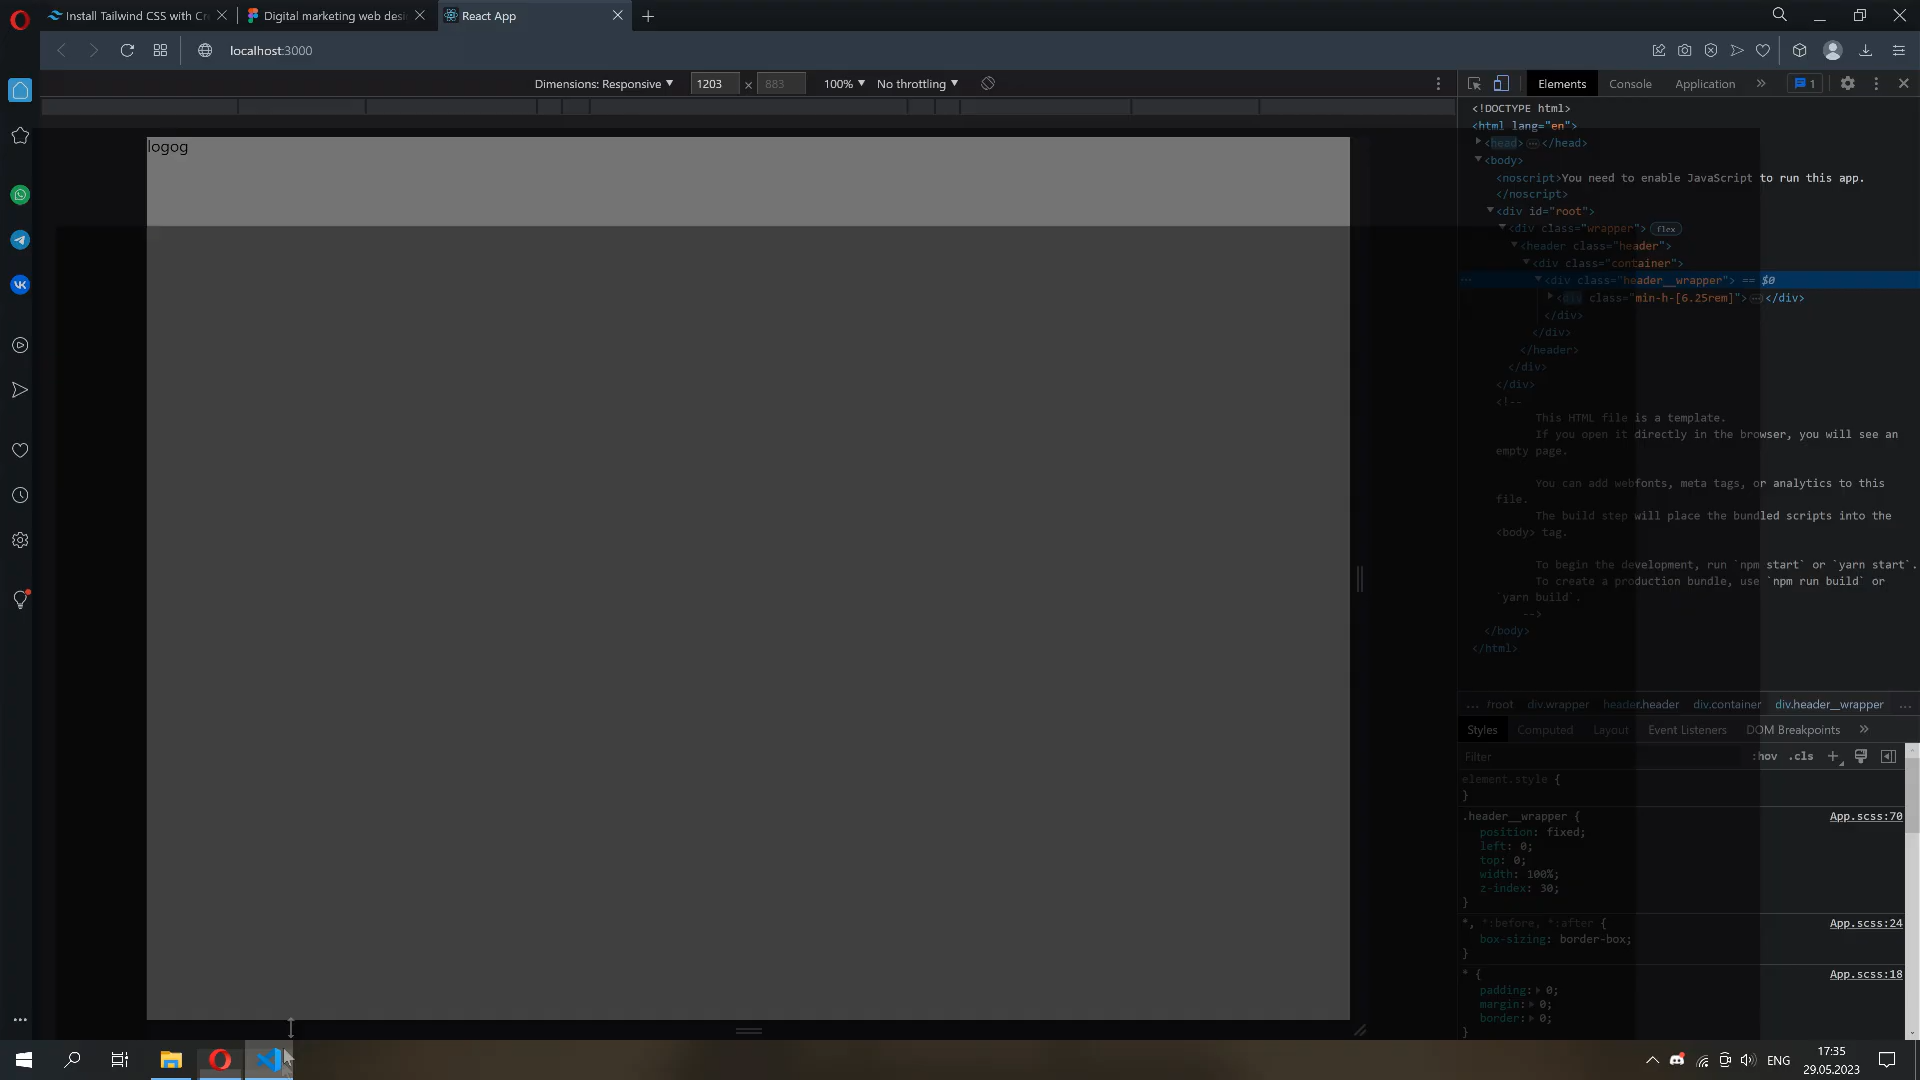 Install Tailwind CSS with Cr
Digital marketing web desi
React App
localhost:3000
Dimensions: Responsive
1203
×
883
100%
No throttling
Elements
Console
Application
»
1
<!DOCTYPE html>
<html lang="en">
<head>…</head>
<body>
<noscript>You need to enable JavaScript to run this app.
</noscript>
<div id="root">
<div class="wrapper">
flex
<header class="header">
<div class="container">
<div class="header__wrapper"> == $0
<div class="min-h-[6.25rem]">…</div>
</div>
</div>
</header>
</div>
</div>
<!--
This HTML file is a template.
If you open it directly in the browser, you will see an
empty page.
You can add webfonts, meta tags, or analytics to this
file.
The build step will place the bundled scripts into the
<body> tag.
To begin the development, run `npm start` or `yarn start`.
To create a production bundle, use `npm run build` or
`yarn build`.
-->
</body>
</html>
logog
… /root div.wrapper header.header div.container div.header__wrapper …
Styles Computed Layout Event Listeners DOM Breakpoints »
Filter
:hov .cls +
element.style {
}
.header__wrapper {
App.scss:70
position: fixed;
left: 0;
top: 0;
width: 100%;
z-index: 30;
}
*, *:before, *:after {
App.scss:24
box-sizing: border-box;
}
* {
App.scss:18
padding: 0;
margin: 0;
border: 0;
}
ENG
17:35
29.05.2023